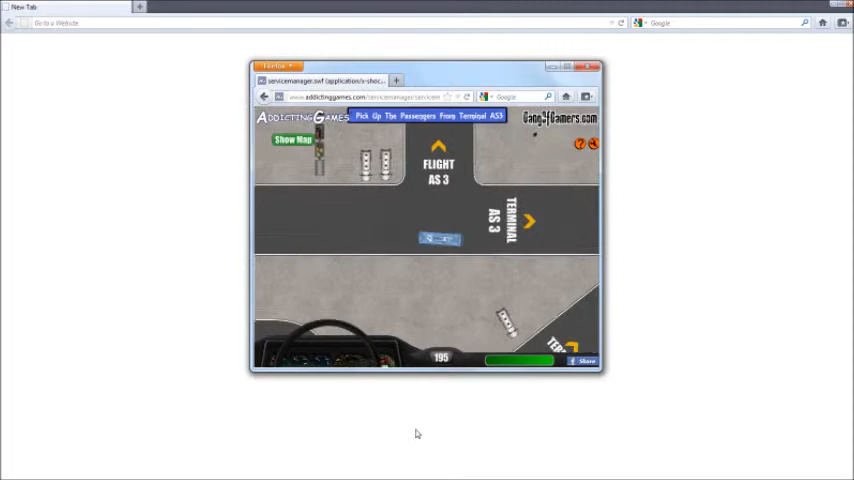 New Tab
Go to a Website
Google
Firefox
servicemanager.swf (application/x-shoc...
www.addictinggames.com/servicemanager/servicem
Google
ADDICTINGGAMES
Pick Up The Passengers From Terminal AS3
GangOfGamers.com
Show Map
?
FLIGHT
AS 3
TERMINAL
AS 3
TERM
195
f Share